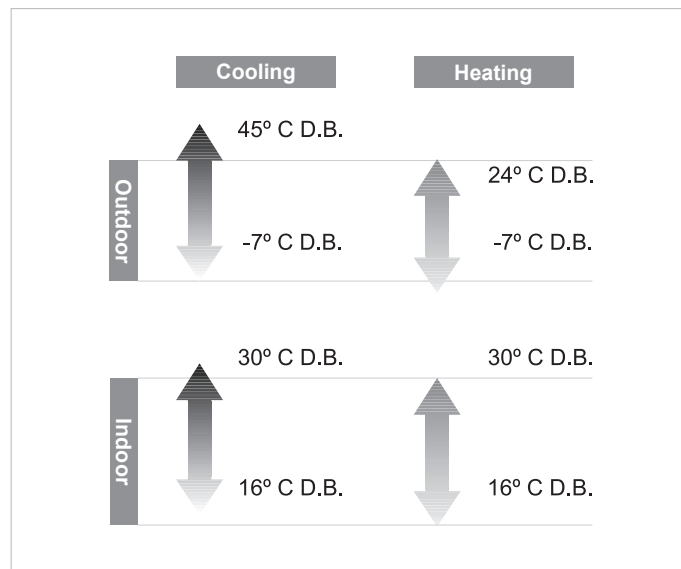 Cooling
Heating
Outdoor
45º C D.B.
24º C D.B.
-7º C D.B.
-7º C D.B.
Indoor
30º C D.B.
30º C D.B.
16º C D.B.
16º C D.B.